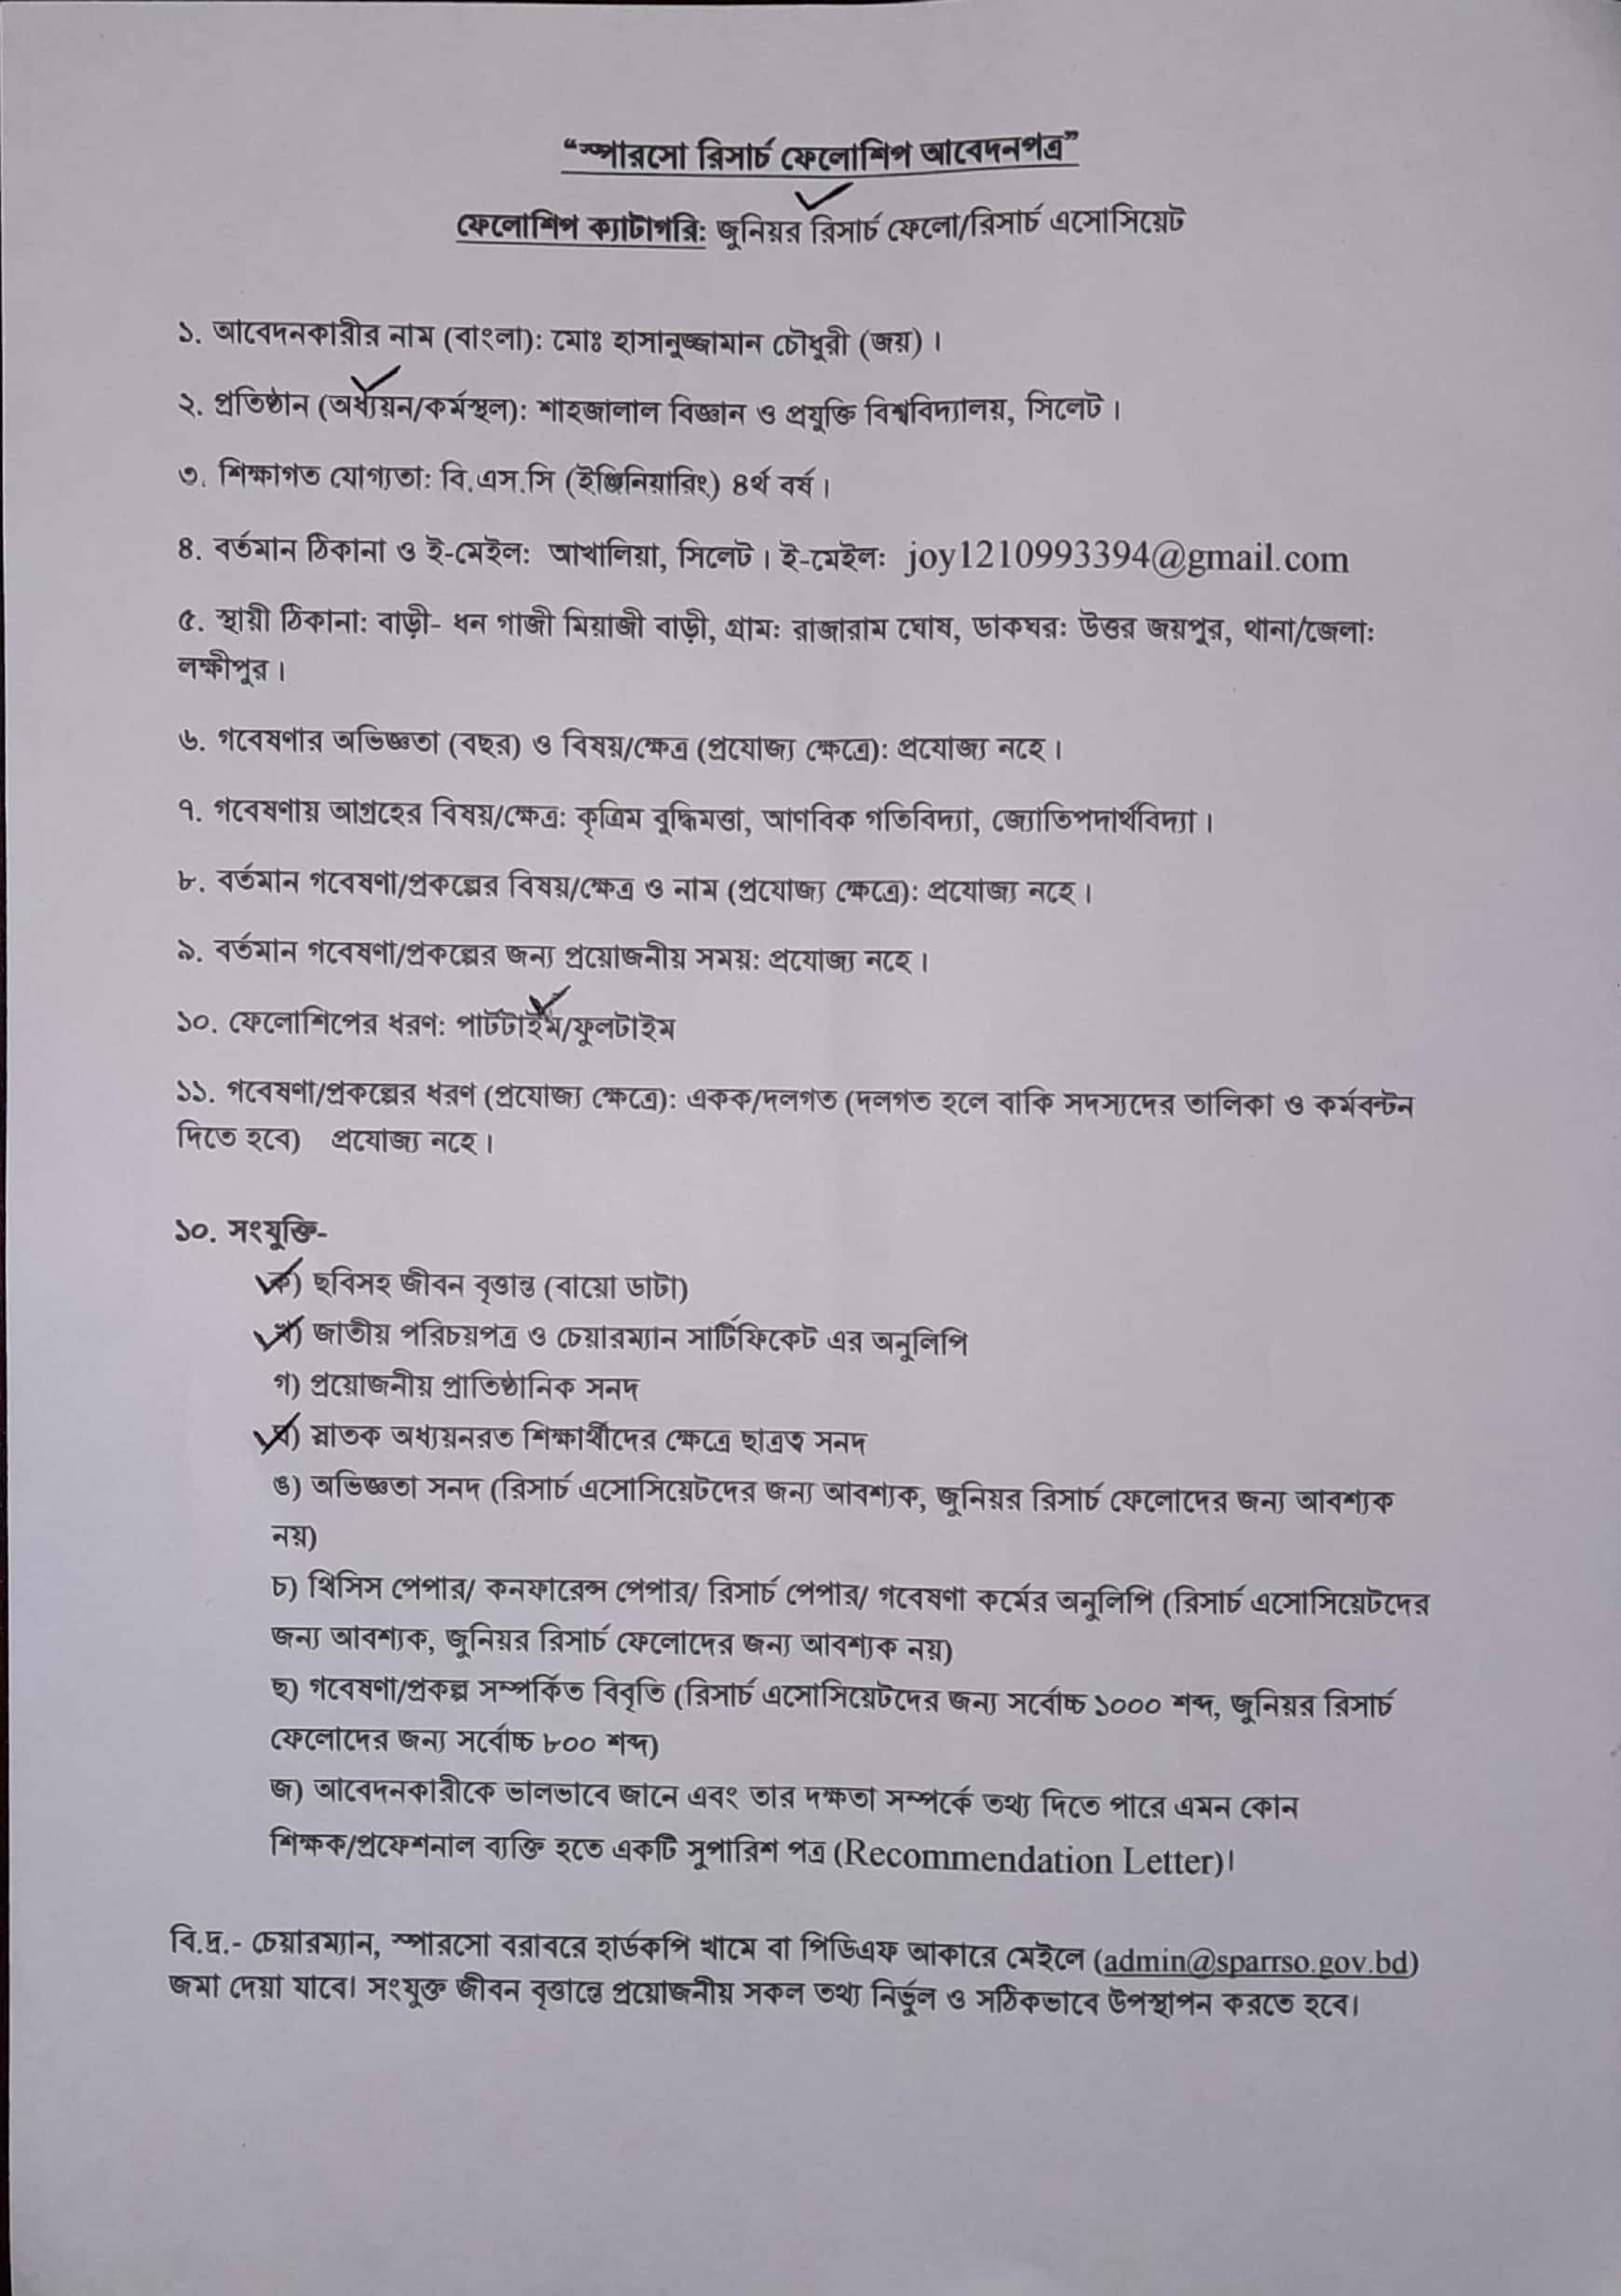 “স্পারসো রিসার্চ ফেলোশিপ আবেদনপত্র”
ফেলোশিপ ক্যাটাগরি: জুনিয়র রিসার্চ ফেলো/রিসার্চ এসোসিয়েট
১. আবেদনকারীর নাম (বাংলা): মোঃ হাসানুজ্জামান চৌধুরী (জয়)।
২. প্রতিষ্ঠান (অধ্যয়ন/কর্মস্থল): শাহজালাল বিজ্ঞান ও প্রযুক্তি বিশ্ববিদ্যালয়, সিলেট।
৩. শিক্ষাগত যোগ্যতা: বি.এস.সি (ইঞ্জিনিয়ারিং) ৪র্থ বর্ষ।
৪. বর্তমান ঠিকানা ও ই-মেইল: আখালিয়া, সিলেট। ই-মেইলঃ joy1210993394@gmail.com
৫. স্থায়ী ঠিকানা: বাড়ী- ধন গাজী মিয়াজী বাড়ী, গ্রামঃ রাজারাম ঘোষ, ডাকঘরঃ উত্তর জয়পুর, থানা/জেলাঃ
লক্ষীপুর।
৬. গবেষণার অভিজ্ঞতা (বছর) ও বিষয়/ক্ষেত্র (প্রযোজ্য ক্ষেত্রে): প্রযোজ্য নহে।
৭. গবেষণায় আগ্রহের বিষয়/ক্ষেত্র: কৃত্রিম বুদ্ধিমত্তা, আণবিক গতিবিদ্যা, জ্যোতিপদার্থবিদ্যা।
৮. বর্তমান গবেষণা/প্রকল্পের বিষয়/ক্ষেত্র ও নাম (প্রযোজ্য ক্ষেত্রে): প্রযোজ্য নহে।
৯. বর্তমান গবেষণা/প্রকল্পের জন্য প্রয়োজনীয় সময়: প্রযোজ্য নহে।
১০. ফেলোশিপের ধরণ: পার্টটাইম/ফুলটাইম
১১. গবেষণা/প্রকল্পের ধরণ (প্রযোজ্য ক্ষেত্রে): একক/দলগত (দলগত হলে বাকি সদস্যদের তালিকা ও কর্মবন্টন
দিতে হবে) প্রযোজ্য নহে।
১০. সংযুক্তি-
ক) ছবিসহ জীবন বৃত্তান্ত (বায়ো ডাটা)
খ) জাতীয় পরিচয়পত্র ও চেয়ারম্যান সার্টিফিকেট এর অনুলিপি
গ) প্রয়োজনীয় প্রাতিষ্ঠানিক সনদ
ঘ) স্নাতক অধ্যয়নরত শিক্ষার্থীদের ক্ষেত্রে ছাত্রত্ব সনদ
ঙ) অভিজ্ঞতা সনদ (রিসার্চ এসোসিয়েটদের জন্য আবশ্যক, জুনিয়র রিসার্চ ফেলোদের জন্য আবশ্যক
নয়)
চ) থিসিস পেপার/ কনফারেন্স পেপার/ রিসার্চ পেপার/ গবেষণা কর্মের অনুলিপি (রিসার্চ এসোসিয়েটদের
জন্য আবশ্যক, জুনিয়র রিসার্চ ফেলোদের জন্য আবশ্যক নয়)
ছ) গবেষণা/প্রকল্প সম্পর্কিত বিবৃতি (রিসার্চ এসোসিয়েটদের জন্য সর্বোচ্চ ১০০০ শব্দ, জুনিয়র রিসার্চ
ফেলোদের জন্য সর্বোচ্চ ৮০০ শব্দ)
জ) আবেদনকারীকে ভালভাবে জানে এবং তার দক্ষতা সম্পর্কে তথ্য দিতে পারে এমন কোন
শিক্ষক/প্রফেশনাল ব্যক্তি হতে একটি সুপারিশ পত্র (Recommendation Letter)।
বি.দ্র.- চেয়ারম্যান, স্পারসো বরাবরে হার্ডকপি খামে বা পিডিএফ আকারে মেইলে (admin@sparrso.gov.bd)
জমা দেয়া যাবে। সংযুক্ত জীবন বৃত্তান্তে প্রয়োজনীয় সকল তথ্য নির্ভুল ও সঠিকভাবে উপস্থাপন করতে হবে।